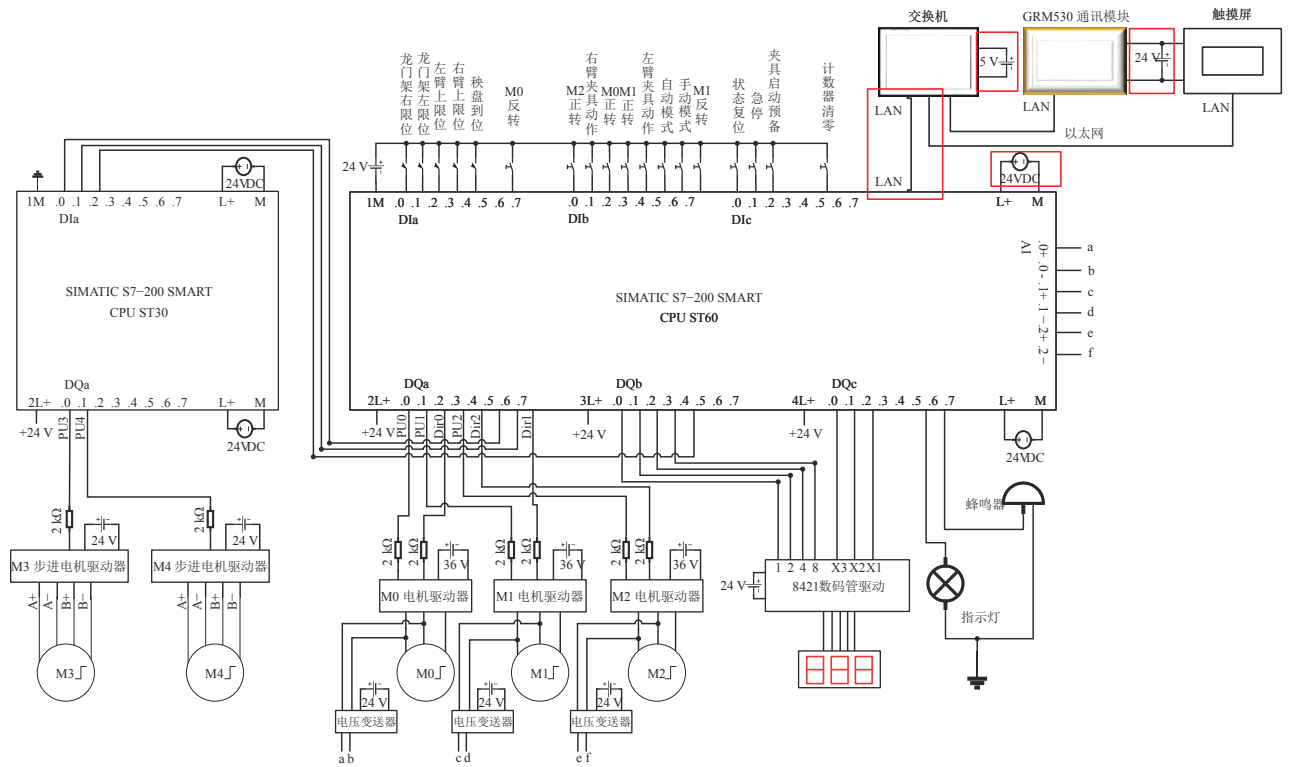 交换机
GRM530 通讯模块
触摸屏
5 V
24 V
LAN
LAN
LAN
以太网
LAN
龙门架右限位
龙门架左限位
左臂上限位
右臂上限位
秧盘到位
M0反转
M2正转
右臂夹具动作
M0正转
M1正转
左臂夹具动作
自动模式
手动模式
M1反转
状态复位
急停
夹具启动预备
计数器清零
24 V
24VDC
24VDC
1M .0 .1 .2 .3 .4 .5 .6 .7 L+ M
DIa
SIMATIC S7−200 SMART
CPU ST30
DQa
2L+ .0 .1 .2 .3 .4 .5 .6 .7 L+ M
+24 V
PU3
PU4
24VDC
1M .0 .1 .2 .3 .4 .5 .6 .7 .0 .1 .2 .3 .4 .5 .6 .7 .0 .1 .2 .3 .4 .5 .6 .7 L+ M
DIa
DIb
DIc
AI
.0+ .0− .1+ .1− .2+ .2−
a
b
c
d
e
f
SIMATIC S7−200 SMART
CPU ST60
DQa
DQb
DQc
2L+ .0 .1 .2 .3 .4 .5 .6 .7 3L+ .0 .1 .2 .3 .4 .5 .6 .7 4L+ .0 .1 .2 .3 .4 .5 .6 .7 L+ M
+24 V
PU0
PU1
Dir0
PU2
Dir2
Dir1
+24 V
+24 V
24VDC
2 kΩ
24 V
2 kΩ
24 V
M3 步进电机驱动器
M4 步进电机驱动器
A+
A−
B+
B−
A+
A−
B+
B−
M3
M4
2 kΩ
2 kΩ
36 V
2 kΩ
2 kΩ
36 V
2 kΩ
2 kΩ
36 V
M0 电机驱动器
M1 电机驱动器
M2 电机驱动器
M0
M1
M2
24 V
24 V
24 V
电压变送器
电压变送器
电压变送器
a b
c d
e f
24 V
1 2 4 8 X3 X2 X1
8421数码管驱动
蜂鸣器
指示灯